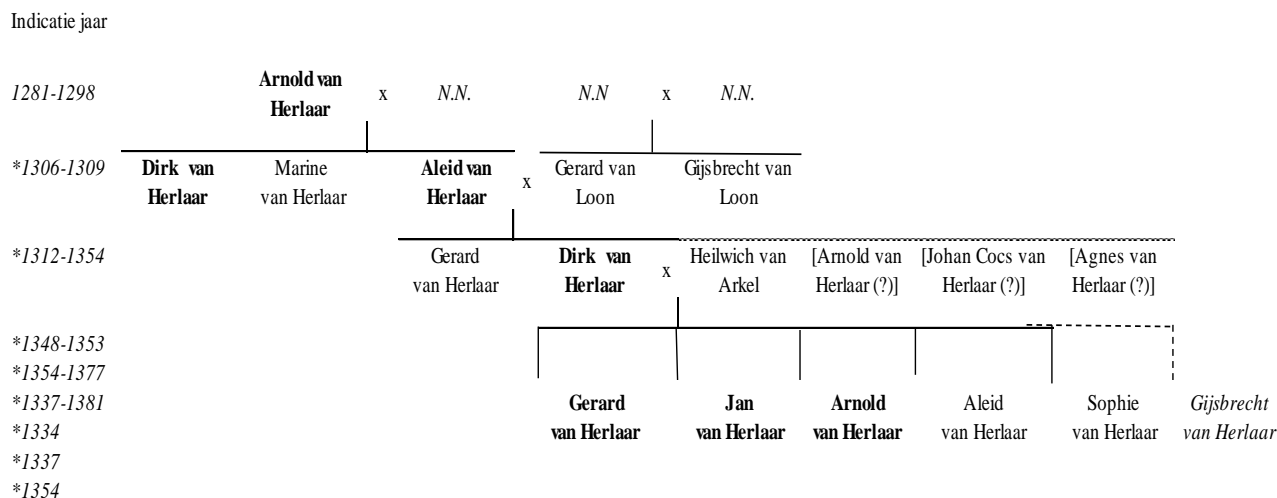 Indicatie jaar
1281-1298 Arnold van Herlaar x N.N. N.N x N.N.
*1306-1309 Dirk van Herlaar Marine van Herlaar Aleid van Herlaar x Gerard van Loon Gijsbrecht van Loon
*1312-1354 Gerard van Herlaar Dirk van Herlaar x Heilwich van Arkel [Arnold van Herlaar (?)] [Johan Cocs van Herlaar (?)] [Agnes van Herlaar (?)]
*1348-1353
*1354-1377
*1337-1381 Gerard Jan Arnold Aleid Sophie Gijsbrecht
*1334 van Herlaar van Herlaar van Herlaar van Herlaar van Herlaar van Herlaar
*1337
*1354